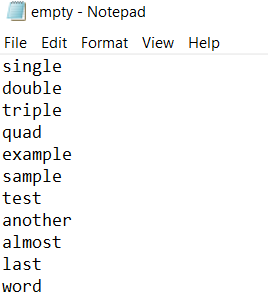 empty - Notepad
File Edit Format View Help
single
double
triple
quad
example
sample
test
another
almost
last
word